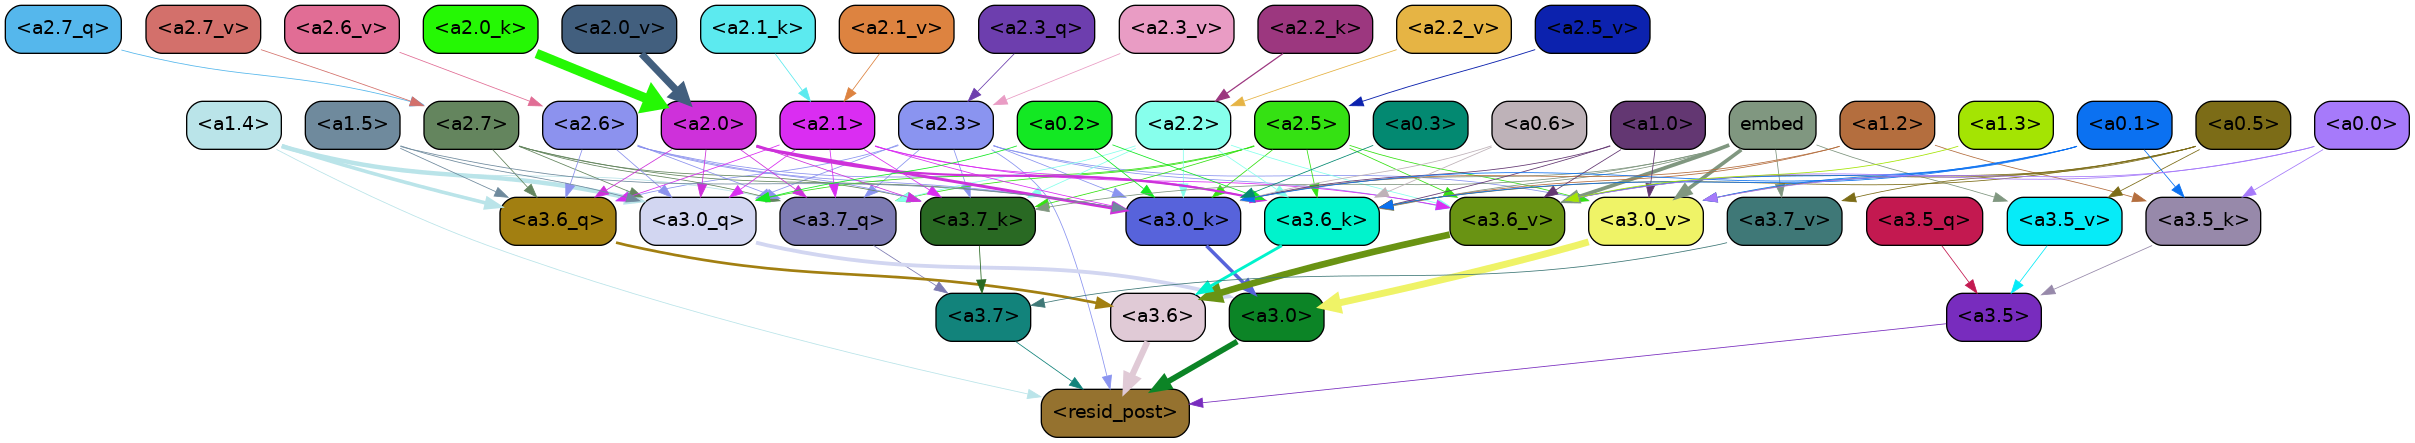 <a2.7_q> <a2.7_v> <a2.6_v> <a2.0_k> <a2.0_v> <a2.1_k> <a2.1_v> <a2.3_q> <a2.3_v> <a2.2_k> <a2.2_v> <a2.5_v>
<a1.4> <a1.5> <a2.7> <a2.6> <a2.0> <a2.1> <a2.3> <a0.2> <a2.2> <a2.5> <a0.3> <a0.6> <a1.0> embed <a1.2> <a1.3> <a0.1> <a0.5> <a0.0>
<a3.6_q> <a3.0_q> <a3.7_q> <a3.7_k> <a3.0_k> <a3.6_k> <a3.6_v> <a3.0_v> <a3.7_v> <a3.5_q> <a3.5_v> <a3.5_k>
<a3.7> <a3.6> <a3.0> <a3.5>
<resid_post>